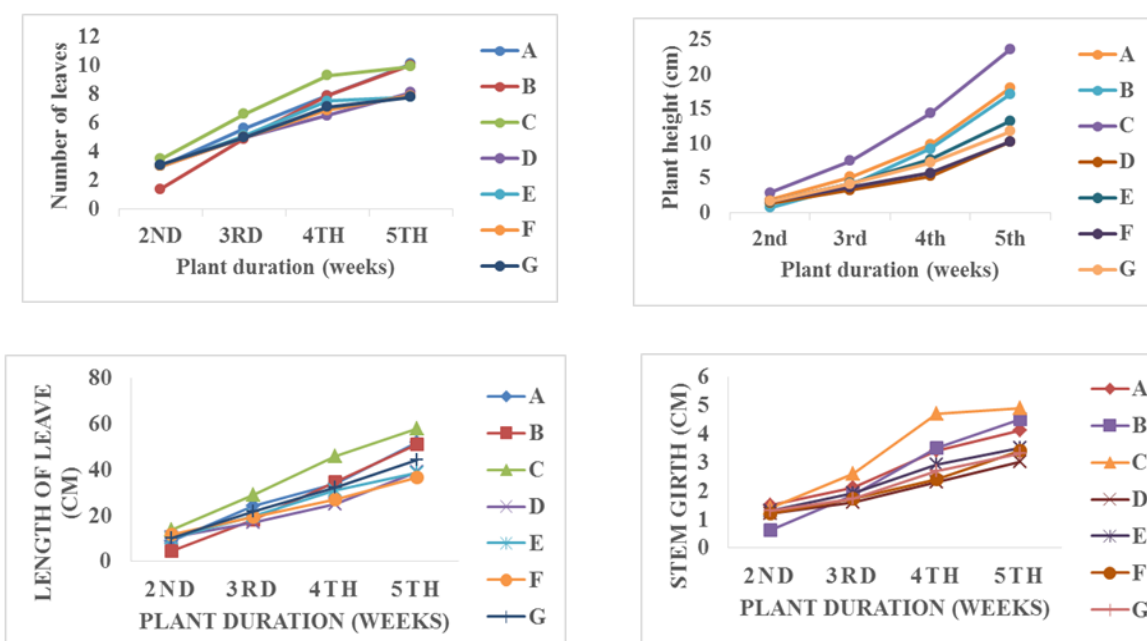 Number of leaves
12
10
8
6
4
2
0
2ND 3RD 4TH 5TH
Plant duration (weeks)
A
B
C
D
E
F
G
Plant height (cm)
25
20
15
10
5
0
2nd 3rd 4th 5th
Plant duration (weeks)
A
B
C
D
E
F
G
LENGTH OF LEAVE
(CM)
80
60
40
20
0
2ND 3RD 4TH 5TH
PLANT DURATION (WEEKS)
A
B
C
D
E
F
G
STEM GIRTH (CM)
6
5
4
3
2
1
0
2ND 3RD 4TH 5TH
PLANT DURATION (WEEKS)
A
B
C
D
E
F
G